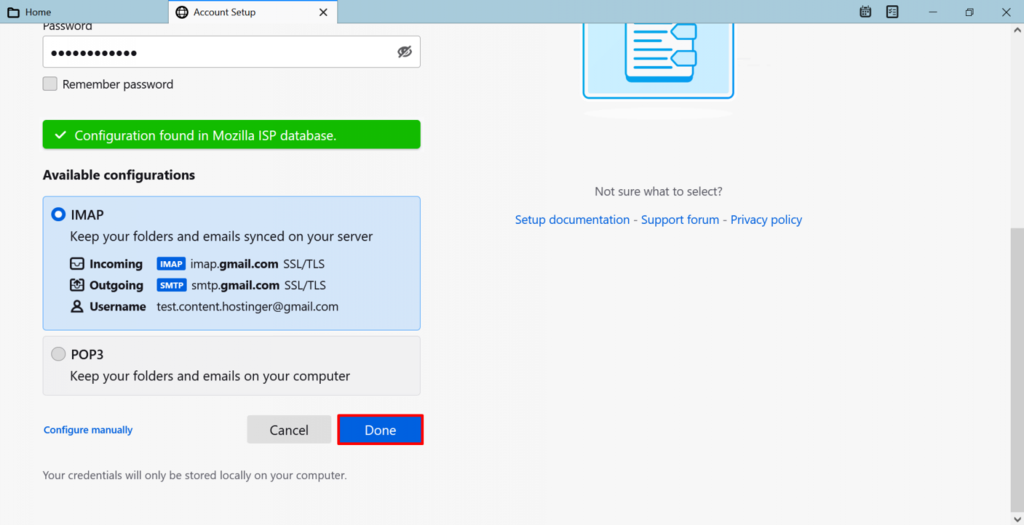 Home
Account Setup
Password
••••••••••••
Remember password
Configuration found in Mozilla ISP database.
Available configurations
IMAP
Keep your folders and emails synced on your server
Incoming IMAP imap.gmail.com SSL/TLS
Outgoing SMTP smtp.gmail.com SSL/TLS
Username test.content.hostinger@gmail.com
POP3
Keep your folders and emails on your computer
Configure manually
Cancel
Done
Your credentials will only be stored locally on your computer.
Not sure what to select?
Setup documentation - Support forum - Privacy policy